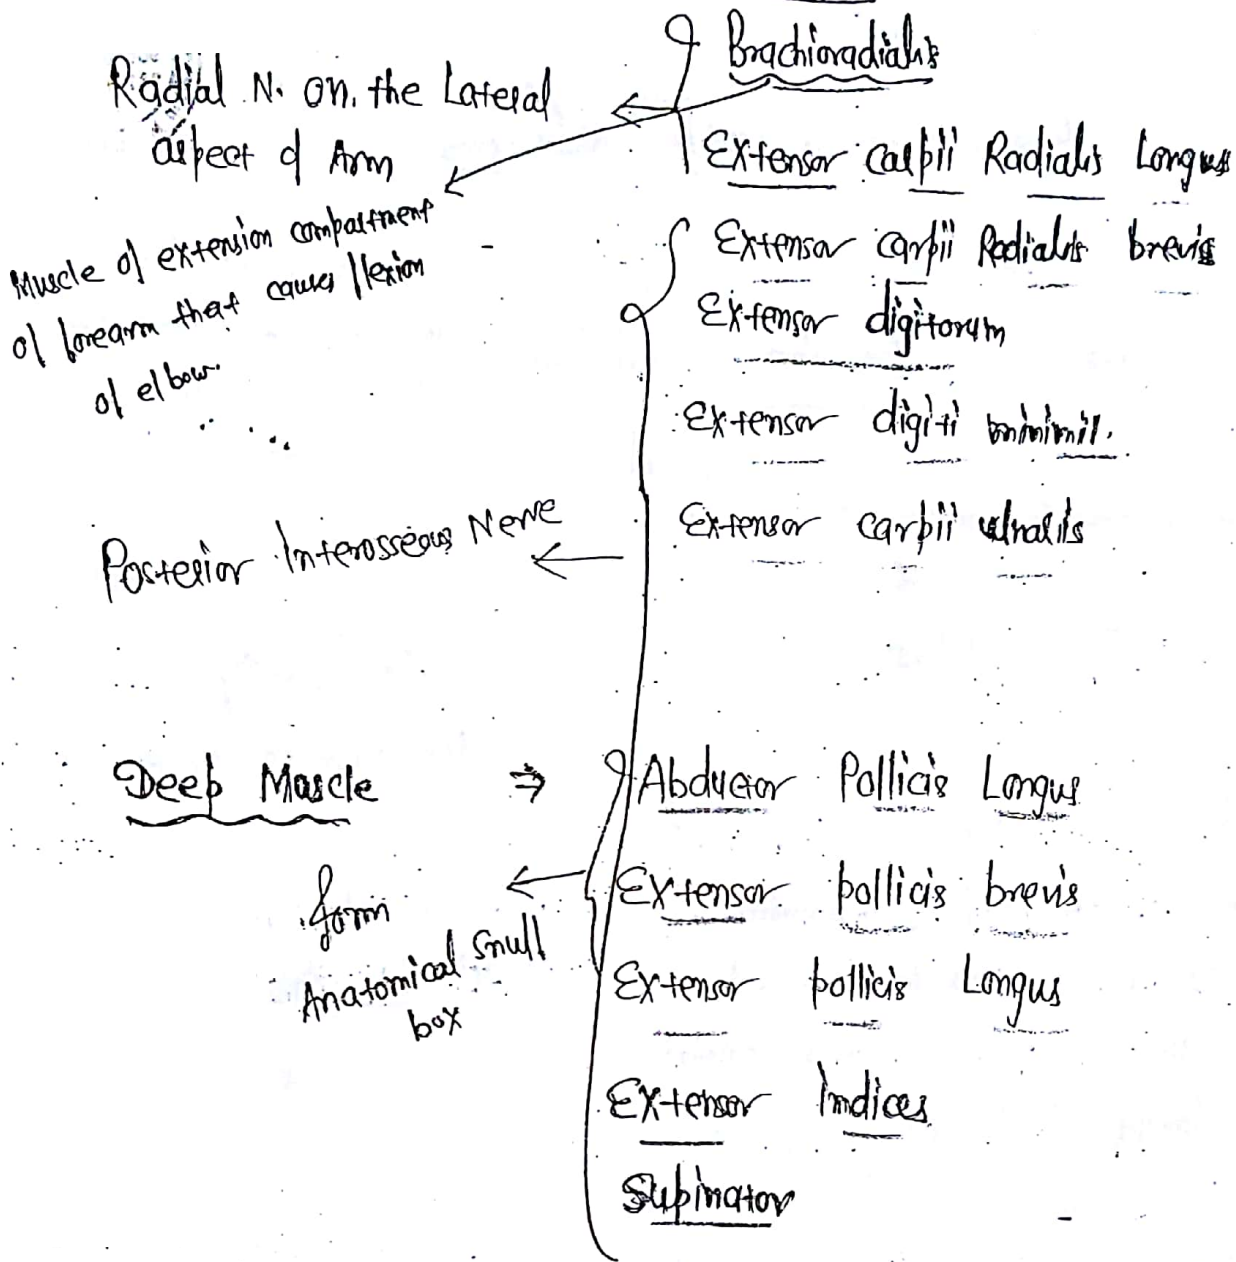 Brachioradialis
Radial N. on the Lateral
aspect of Arm
Extensor carpii Radialis Longus
Muscle of extension compartment
of forearm that causes flexion
of elbow.
Extensor carpii Radialis brevis
Extensor digitorum
Extensor digiti minimi.
Extensor carpii ulnaris
Posterior Interosseous Nerve
Deep Muscle ⇒ Abductor Pollicis Longus
Extensor pollicis brevis
form
Anatomical snuff
box
Extensor pollicis Longus
Extensor Indices
Supinator